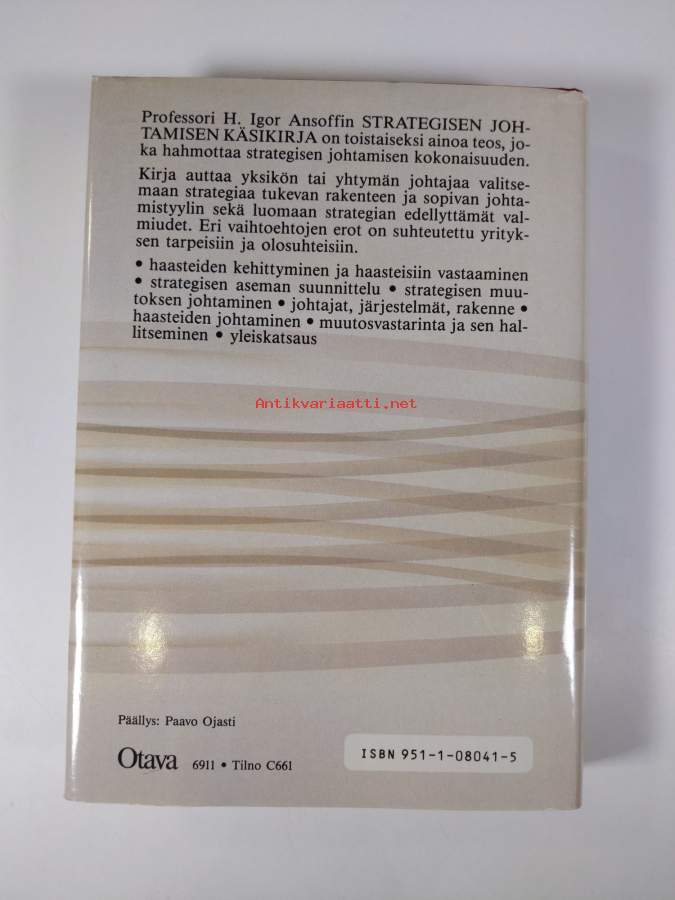 Professori H. Igor Ansoffin STRATEGISEN JOH-
TAMISEN KÄSIKIRJA on toistaiseksi ainoa teos, jo-
ka hahmottaa strategisen johtamisen kokonaisuuden.
Kirja auttaa yksikön tai yhtymän johtajaa valitse-
maan strategiaa tukevan rakenteen ja sopivan johta-
mistyylin sekä luomaan strategian edellyttämät val-
miudet. Eri vaihtoehtojen erot on suhteutettu yrityk-
sen tarpeisiin ja olosuhteisiin.
• haasteiden kehittyminen ja haasteisiin vastaaminen
• strategisen aseman suunnittelu • strategisen muu-
toksen johtaminen • johtajat, järjestelmät, rakenne •
haasteiden johtaminen • muutosvastarinta ja sen hal-
litseminen • yleiskatsaus
Antikvariaatti.net
Päällys: Paavo Ojasti
Otava 6911 • Tilno C661
ISBN 951-1-08041-5